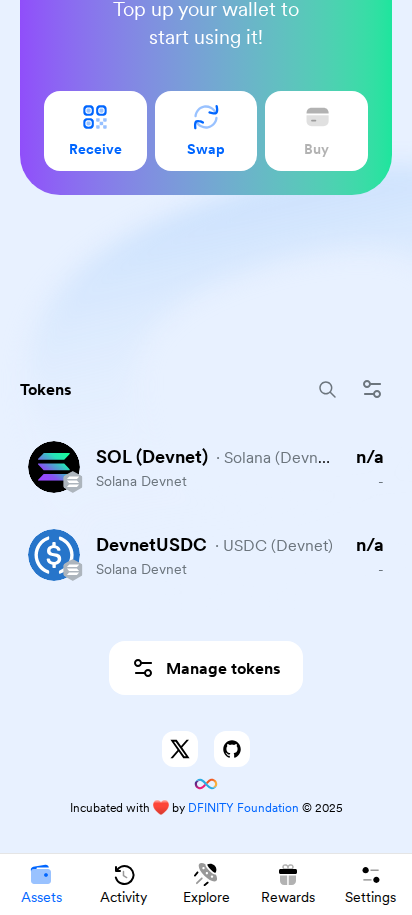 Top up your wallet to
start using it!
Receive
Swap
Buy
Tokens
SOL (Devnet) · Solana (Devn... n/a
Solana Devnet -
DevnetUSDC · USDC (Devnet) n/a
Solana Devnet -
Manage tokens
Incubated with ❤️ by DFINITY Foundation © 2025
Assets
Activity
Explore
Rewards
Settings